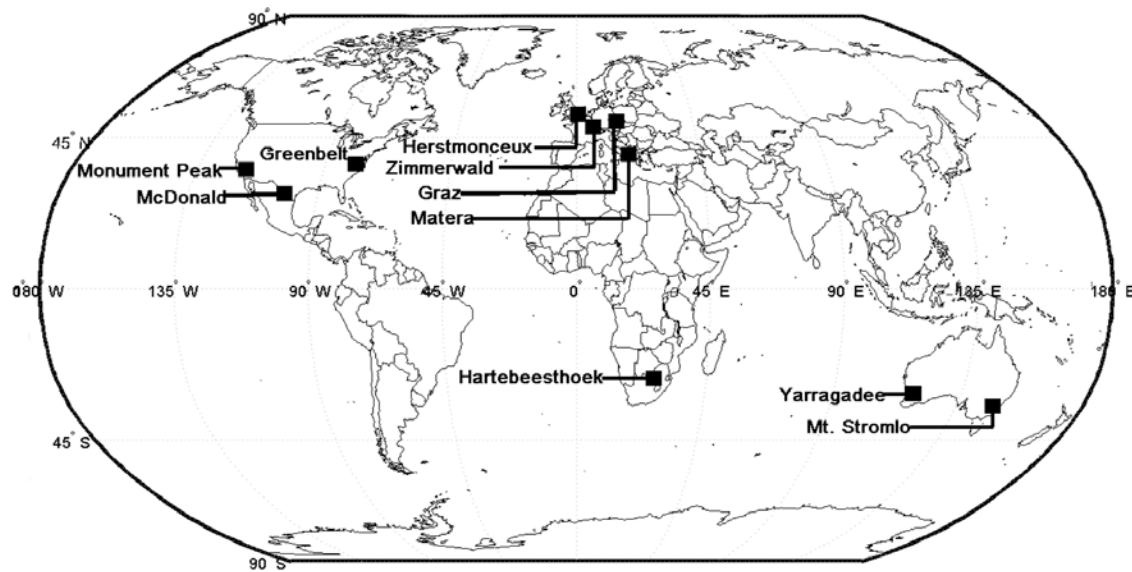 90° N
45° N
Herstmonceux
Greenbelt
Zimmerwald
Monument Peak
McDonald
Graz
Matera
180° W
135° W
90° W
45° W
0°
45° E
90° E
135° E
180° E
Hartebeesthoek
Yarragadee
Mt. Stromlo
45° S
90° S